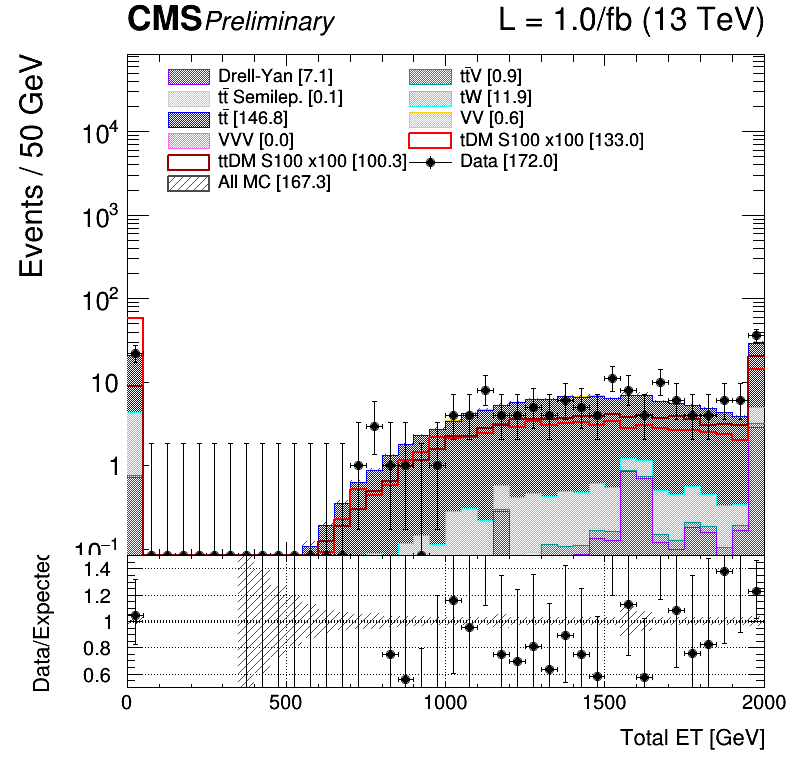 CMS Preliminary L = 1.0/fb (13 TeV)
Events / 50 GeV
Drell-Yan [7.1] tt̄V [0.9]
tt̄ Semilep. [0.1] tW [11.9]
tt̄ [146.8] VV [0.6]
VVV [0.0] tDM S100 x100 [133.0]
ttDM S100 x100 [100.3] Data [172.0]
All MC [167.3]
10⁴
10³
10²
10
1
10⁻¹
Data/Expected
1.4
1.2
1
0.8
0.6
0 500 1000 1500 2000
Total ET [GeV]